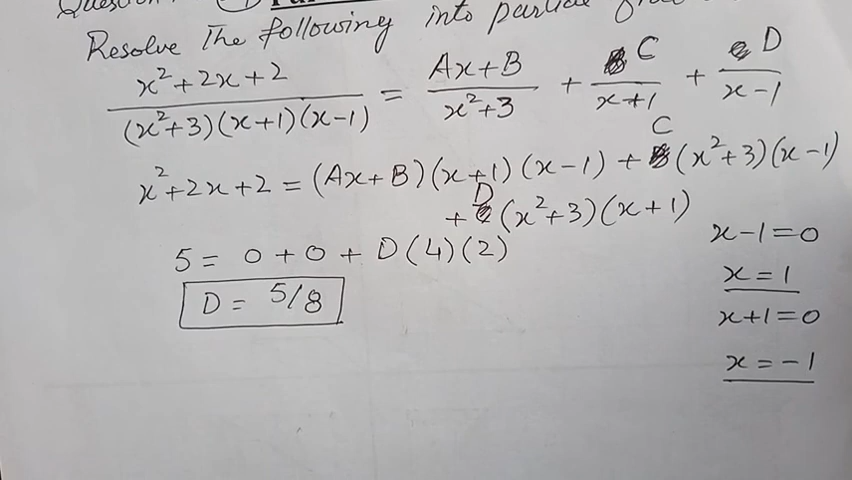 Resolve The following into partial
x²+2x+2 / (x²+3)(x+1)(x-1) = Ax+B / x²+3 + C / x+1 + D / x-1
x²+2x+2 = (Ax+B)(x+1)(x-1) + C(x²+3)(x-1)
+ D(x²+3)(x+1)
5 = 0+0+ D(4)(2)
D = 5/8
x-1=0
x=1
x+1=0
x=-1